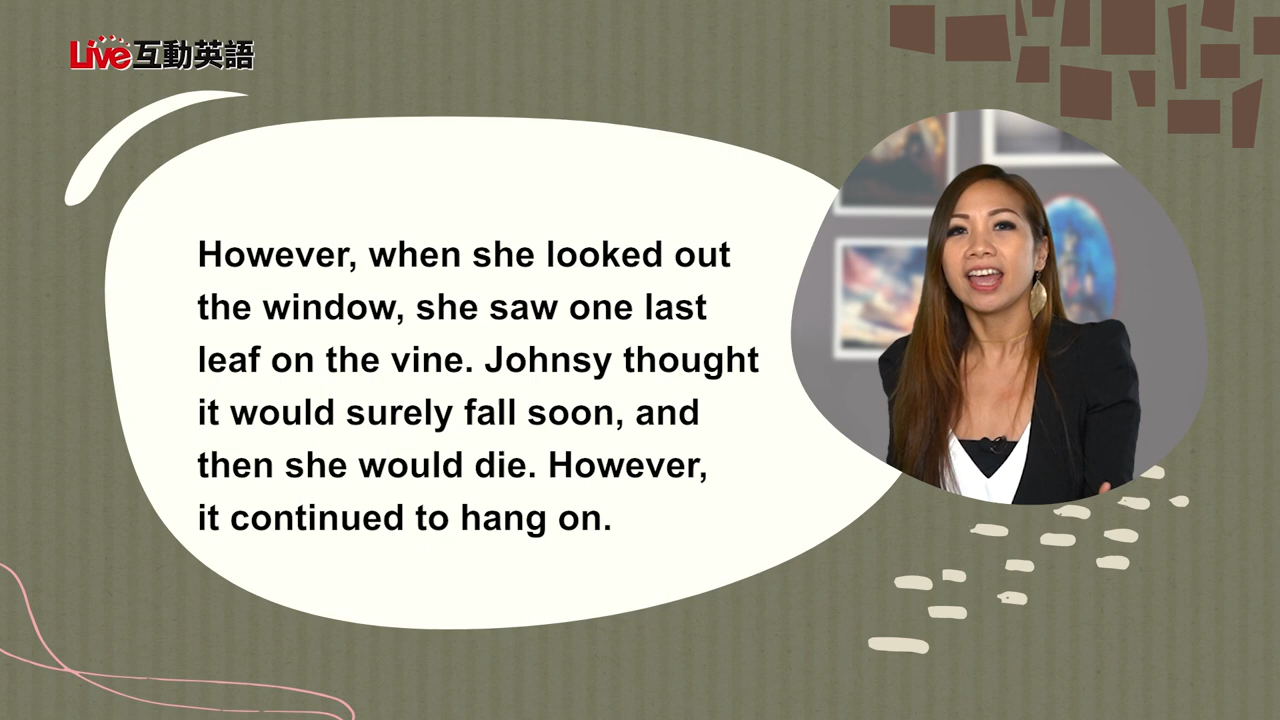 Live互動英語
However, when she looked out
the window, she saw one last
leaf on the vine. Johnsy thought
it would surely fall soon, and
then she would die. However,
it continued to hang on.